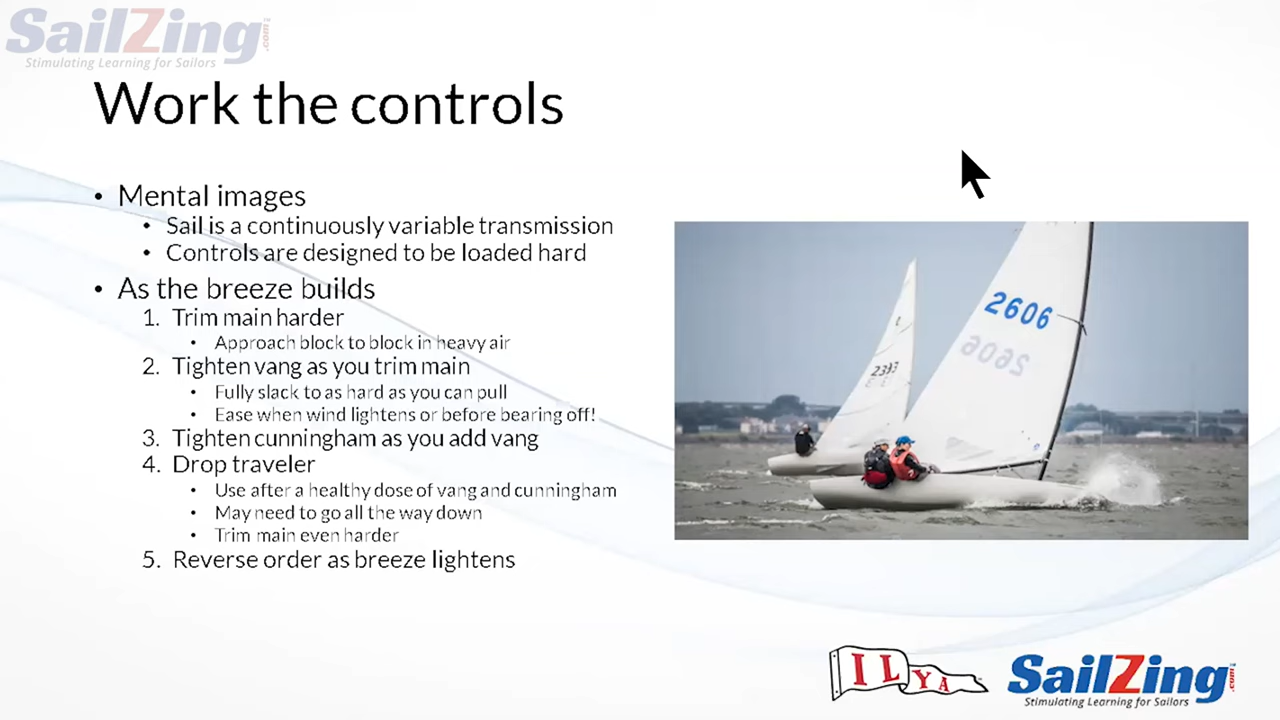 SailZing.com
Stimulating Learning for Sailors
Work the controls
• Mental images
• Sail is a continuously variable transmission
• Controls are designed to be loaded hard
• As the breeze builds
1. Trim main harder
• Approach block to block in heavy air
2. Tighten vang as you trim main
• Fully slack to as hard as you can pull
• Ease when wind lightens or before bearing off!
3. Tighten cunningham as you add vang
4. Drop traveler
• Use after a healthy dose of vang and cunningham
• May need to go all the way down
• Trim main even harder
5. Reverse order as breeze lightens
2606
2606
2393
ILYA
SailZing.com
Stimulating Learning for Sailors